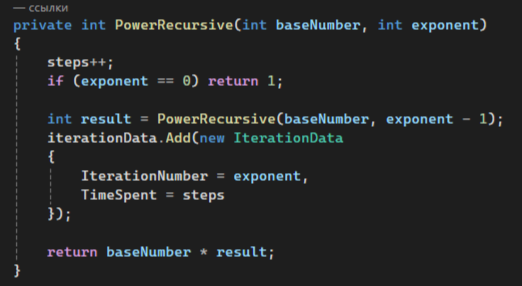 — ссылки
private int PowerRecursive(int baseNumber, int exponent)
{
    steps++;
    if (exponent == 0) return 1;

    int result = PowerRecursive(baseNumber, exponent - 1);
    iterationData.Add(new IterationData
    {
        IterationNumber = exponent,
        TimeSpent = steps
    });

    return baseNumber * result;
}